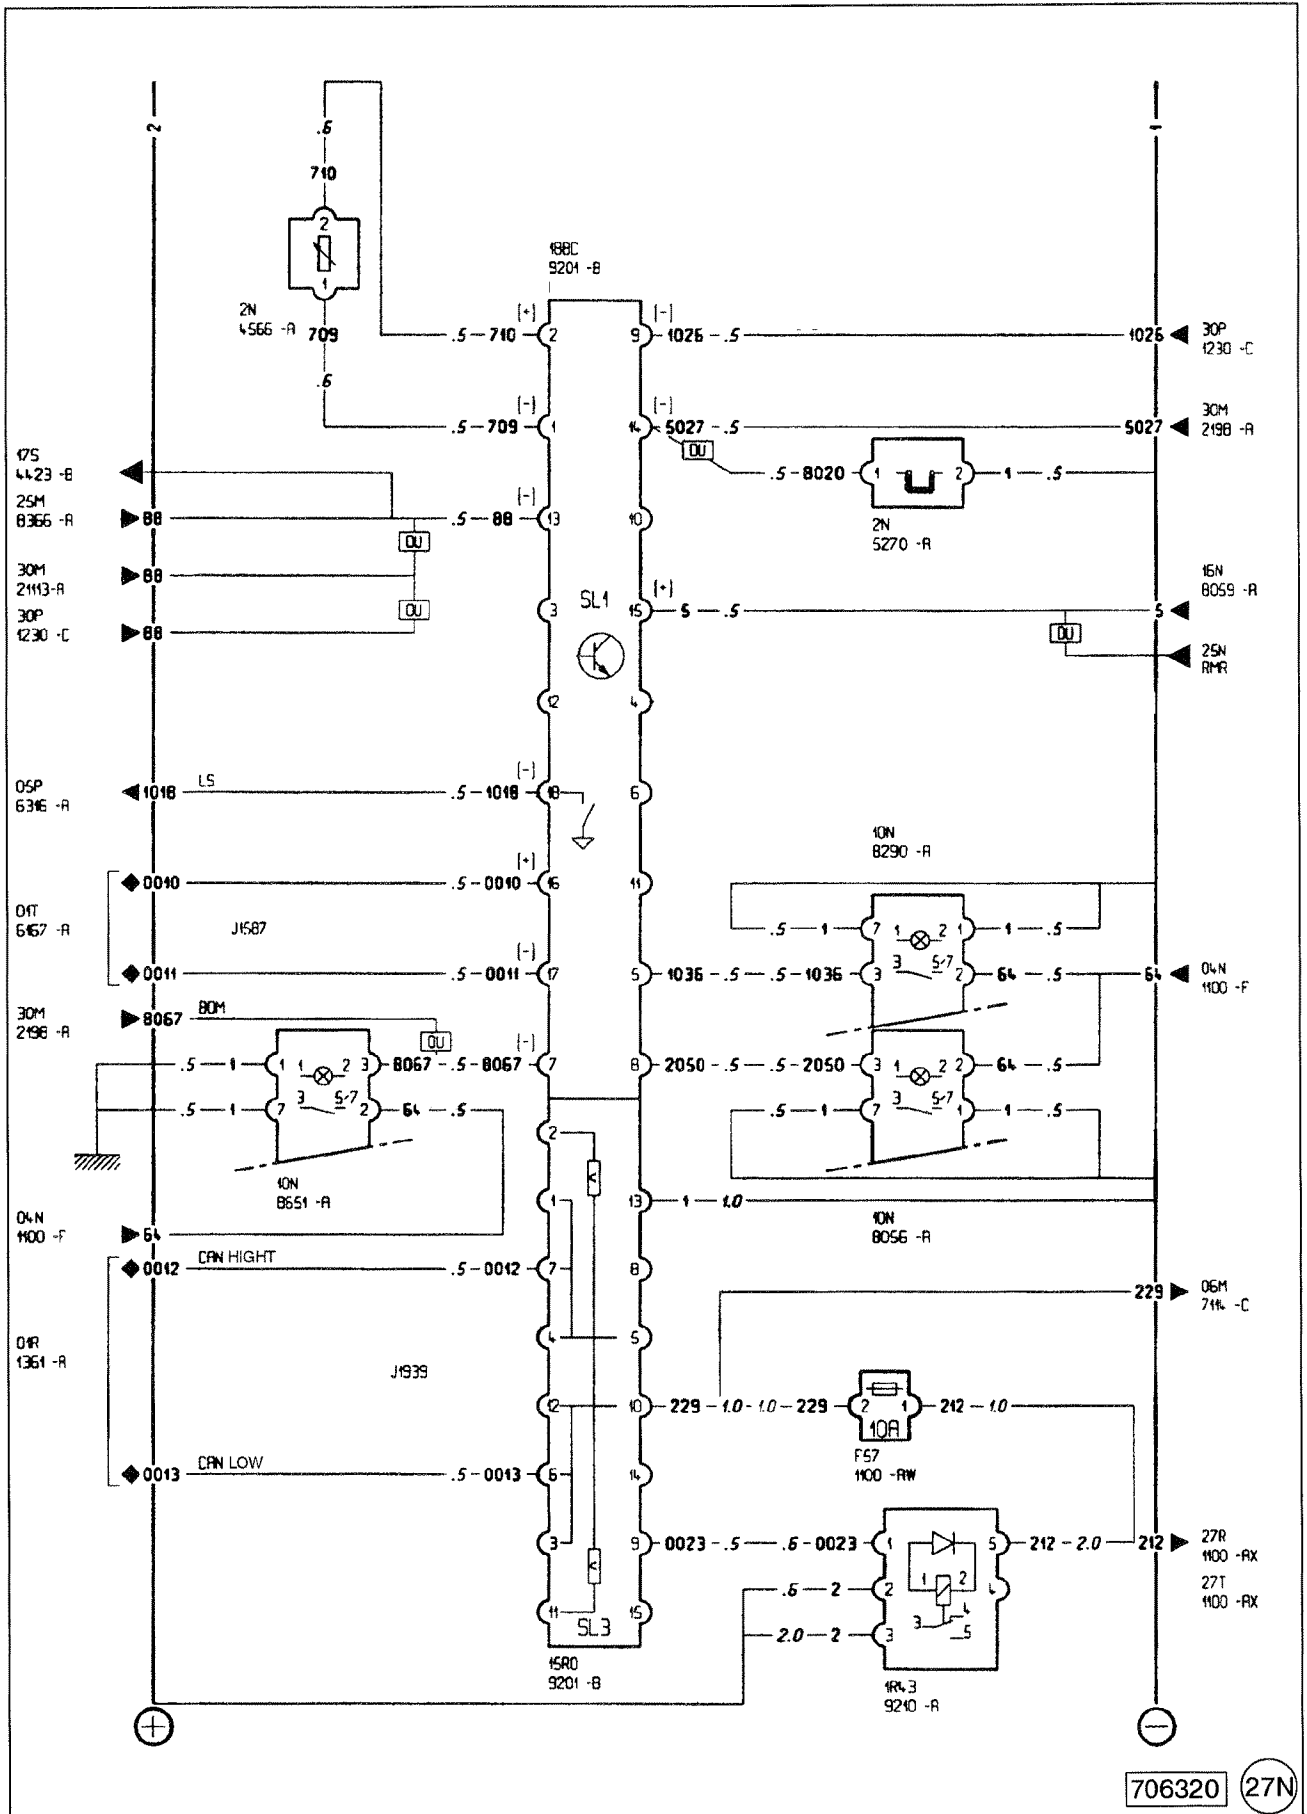 2
1
.6
710
2
1
2N
4566 -A
709
.6
188C
9201 -B
[+]
.5 710 2
[-]
9 1026 .5 1026
30P
1230 -C
[-]
.5 709 1
[-]
14 5027 .5 5027
30M
2198 -A
OU
.5 8020 1 2 1 .5
2N
5270 -A
17S
4423 -B
25M
8366 -A
88
[-]
.5 88 13
10
OU
30M
21113-A
88
OU
30P
1230 -C
88
3
SL1
[+]
15 5 .5 5
16N
8059 -A
OU
25N
RMR
12
4
05P
6316 -A
1018 LS
[-]
.5 1018 18
6
01T
6167 -A
0010
[+]
.5 0010 16
11
J1587
0011
[-]
.5 0011 17
10N
8290 -A
.5 1 7 1 2 1 1 .5
5 1036 .5 .5 1036 3 3 5-7 2 64 .5 64
04N
1100 -F
30M
2198 -A
8067 BDM
OU
.5 1 1 1 2 3 8067 .5 8067
[-]
7
8 2050 .5 .5 2050 3 1 2 2 64 .5
.5 1 7 3 5-7 2 64 .5
.5 1 7 3 5-7 1 1 .5
10N
8651 -A
10N
8056 -A
04N
1100 -F
64
2
1
13 1 1.0
01R
1361 -A
0012 CAN HIGHT .5 0012 7
8
4
5
J1939
229
06M
7114 -C
12
10 229 1.0 1.0 229 2 1 212 1.0
10A
F57
1100 -AW
0013 CAN LOW .5 0013 6
14
3
9 0023 .5 .6 0023 1 5 212 2.0 212
27R
1100 -AX
27T
1100 -AX
.6 2 2 1 2 4
2.0 2 3 3 4
5
11
SL3
15
15R0
9201 -B
1R43
9210 -A
+
−
706320
27N